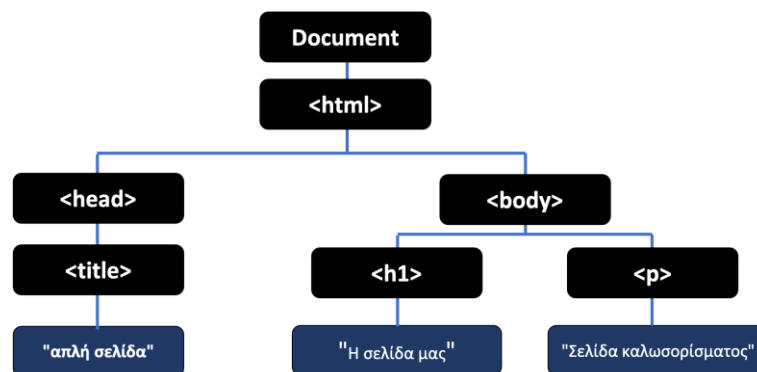 Document
<html>
<head>
<body>
<title>
<h1>
<p>
"απλή σελίδα"
"Η σελίδα μας"
"Σελίδα καλωσορίσματος"